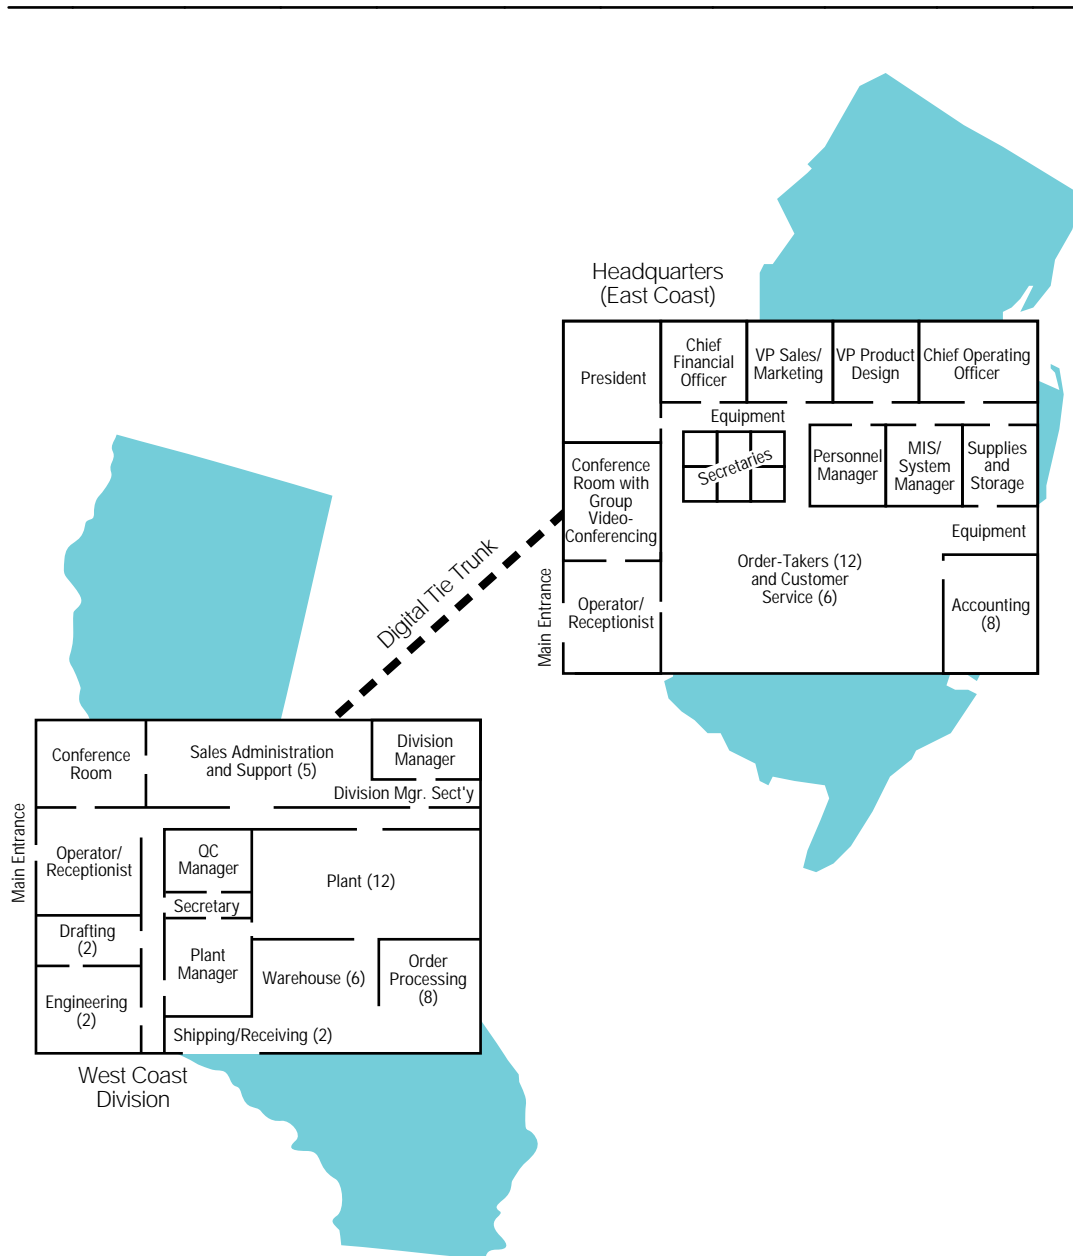 Headquarters
(East Coast)
President
Chief
Financial
Officer
VP Sales/
Marketing
VP Product
Design
Chief Operating
Officer
Equipment
Secretaries
Personnel
Manager
MIS/
System
Manager
Supplies
and
Storage
Conference
Room with
Group
Video-
Conferencing
Equipment
Order-Takers (12)
and Customer
Service (6)
Main Entrance
Operator/
Receptionist
Accounting
(8)
Digital Tie Trunk
Conference
Room
Sales Administration
and Support (5)
Division
Manager
Division Mgr. Sect'y
Main Entrance
Operator/
Receptionist
QC
Manager
Plant (12)
Secretary
Drafting
(2)
Plant
Manager
Warehouse (6)
Order
Processing
(8)
Engineering
(2)
Shipping/Receiving (2)
West Coast
Division